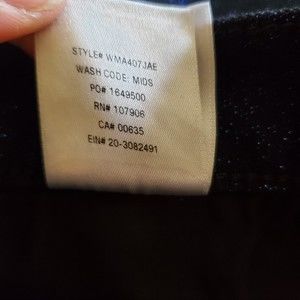 STYLE# WMA407JAE
WASH CODE: MIDS
PO# 1649500
RN# 107906
CA# 00635
EIN# 20-3082491